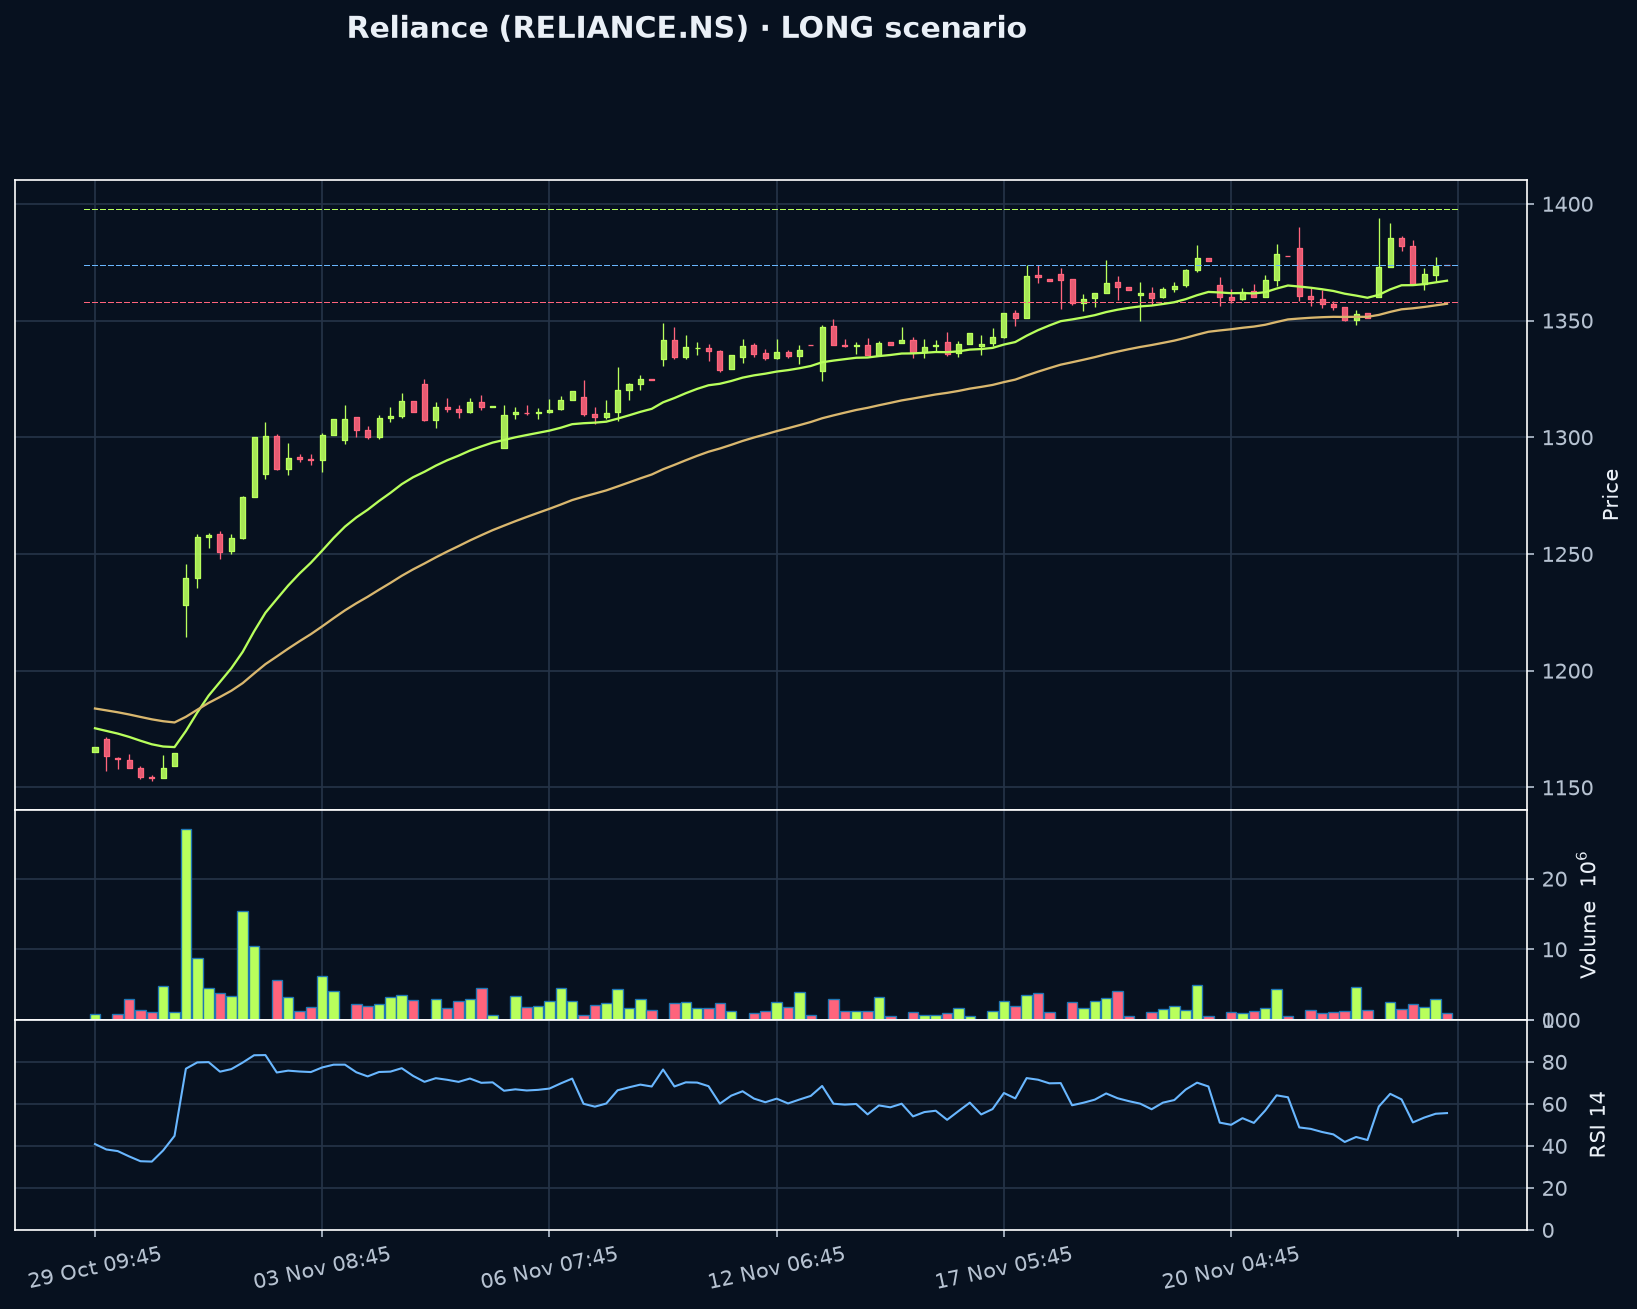 Reliance (RELIANCE.NS) · LONG scenario
1400
1350
1300
1250
1200
1150
Price
20
10
0
Volume 10⁶
100
80
60
40
20
0
RSI 14
29 Oct 09:45
03 Nov 08:45
06 Nov 07:45
12 Nov 06:45
17 Nov 05:45
20 Nov 04:45